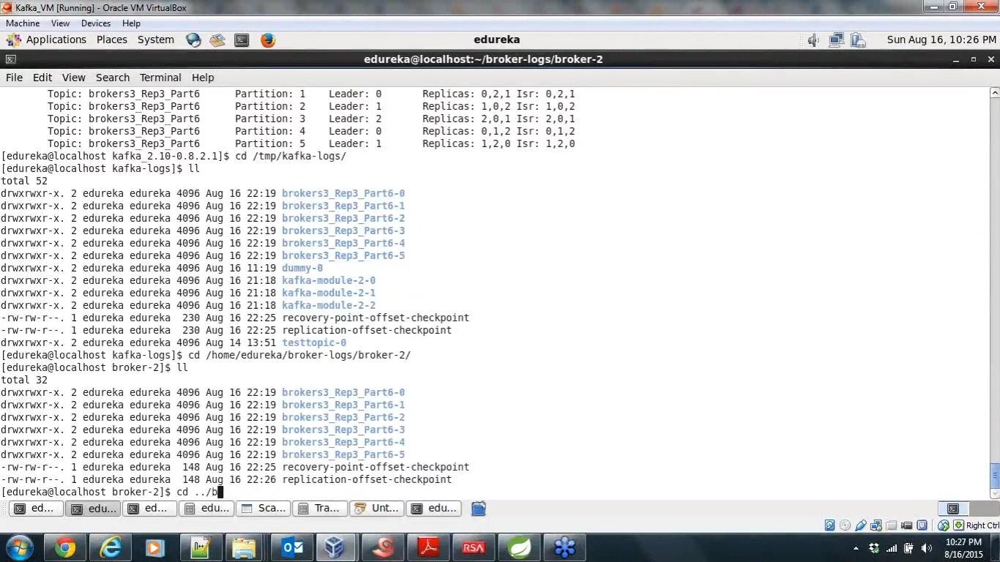 Kafka_VM [Running] - Oracle VM VirtualBox
Machine View Devices Help
Applications Places System edureka Sun Aug 16, 10:26 PM
edureka@localhost:~/broker-logs/broker-2
File Edit View Search Terminal Help
Topic: brokers3_Rep3_Part6 Partition: 1 Leader: 0 Replicas: 0,2,1 Isr: 0,2,1
Topic: brokers3_Rep3_Part6 Partition: 2 Leader: 1 Replicas: 1,0,2 Isr: 1,0,2
Topic: brokers3_Rep3_Part6 Partition: 3 Leader: 2 Replicas: 2,0,1 Isr: 2,0,1
Topic: brokers3_Rep3_Part6 Partition: 4 Leader: 0 Replicas: 0,1,2 Isr: 0,1,2
Topic: brokers3_Rep3_Part6 Partition: 5 Leader: 1 Replicas: 1,2,0 Isr: 1,2,0
[edureka@localhost kafka_2.10-0.8.2.1]$ cd /tmp/kafka-logs/
[edureka@localhost kafka-logs]$ ll
total 52
drwxrwxr-x. 2 edureka edureka 4096 Aug 16 22:19 brokers3_Rep3_Part6-0
drwxrwxr-x. 2 edureka edureka 4096 Aug 16 22:19 brokers3_Rep3_Part6-1
drwxrwxr-x. 2 edureka edureka 4096 Aug 16 22:19 brokers3_Rep3_Part6-2
drwxrwxr-x. 2 edureka edureka 4096 Aug 16 22:19 brokers3_Rep3_Part6-3
drwxrwxr-x. 2 edureka edureka 4096 Aug 16 22:19 brokers3_Rep3_Part6-4
drwxrwxr-x. 2 edureka edureka 4096 Aug 16 22:19 brokers3_Rep3_Part6-5
drwxrwxr-x. 2 edureka edureka 4096 Aug 16 11:19 dummy-0
drwxrwxr-x. 2 edureka edureka 4096 Aug 16 21:18 kafka-module-2-0
drwxrwxr-x. 2 edureka edureka 4096 Aug 16 21:18 kafka-module-2-1
drwxrwxr-x. 2 edureka edureka 4096 Aug 16 21:18 kafka-module-2-2
-rw-rw-r--. 1 edureka edureka 230 Aug 16 22:25 recovery-point-offset-checkpoint
-rw-rw-r--. 1 edureka edureka 230 Aug 16 22:25 replication-offset-checkpoint
drwxrwxr-x. 2 edureka edureka 4096 Aug 14 13:51 testtopic-0
[edureka@localhost kafka-logs]$ cd /home/edureka/broker-logs/broker-2/
[edureka@localhost broker-2]$ ll
total 32
drwxrwxr-x. 2 edureka edureka 4096 Aug 16 22:19 brokers3_Rep3_Part6-0
drwxrwxr-x. 2 edureka edureka 4096 Aug 16 22:19 brokers3_Rep3_Part6-1
drwxrwxr-x. 2 edureka edureka 4096 Aug 16 22:19 brokers3_Rep3_Part6-2
drwxrwxr-x. 2 edureka edureka 4096 Aug 16 22:19 brokers3_Rep3_Part6-3
drwxrwxr-x. 2 edureka edureka 4096 Aug 16 22:19 brokers3_Rep3_Part6-4
drwxrwxr-x. 2 edureka edureka 4096 Aug 16 22:19 brokers3_Rep3_Part6-5
-rw-rw-r--. 1 edureka edureka 148 Aug 16 22:25 recovery-point-offset-checkpoint
-rw-rw-r--. 1 edureka edureka 148 Aug 16 22:26 replication-offset-checkpoint
[edureka@localhost broker-2]$ cd ../b
ed... edu... ed... edu... Sca... Tra... Unt... edu...
Right Ctrl
RSA
10:27 PM
8/16/2015